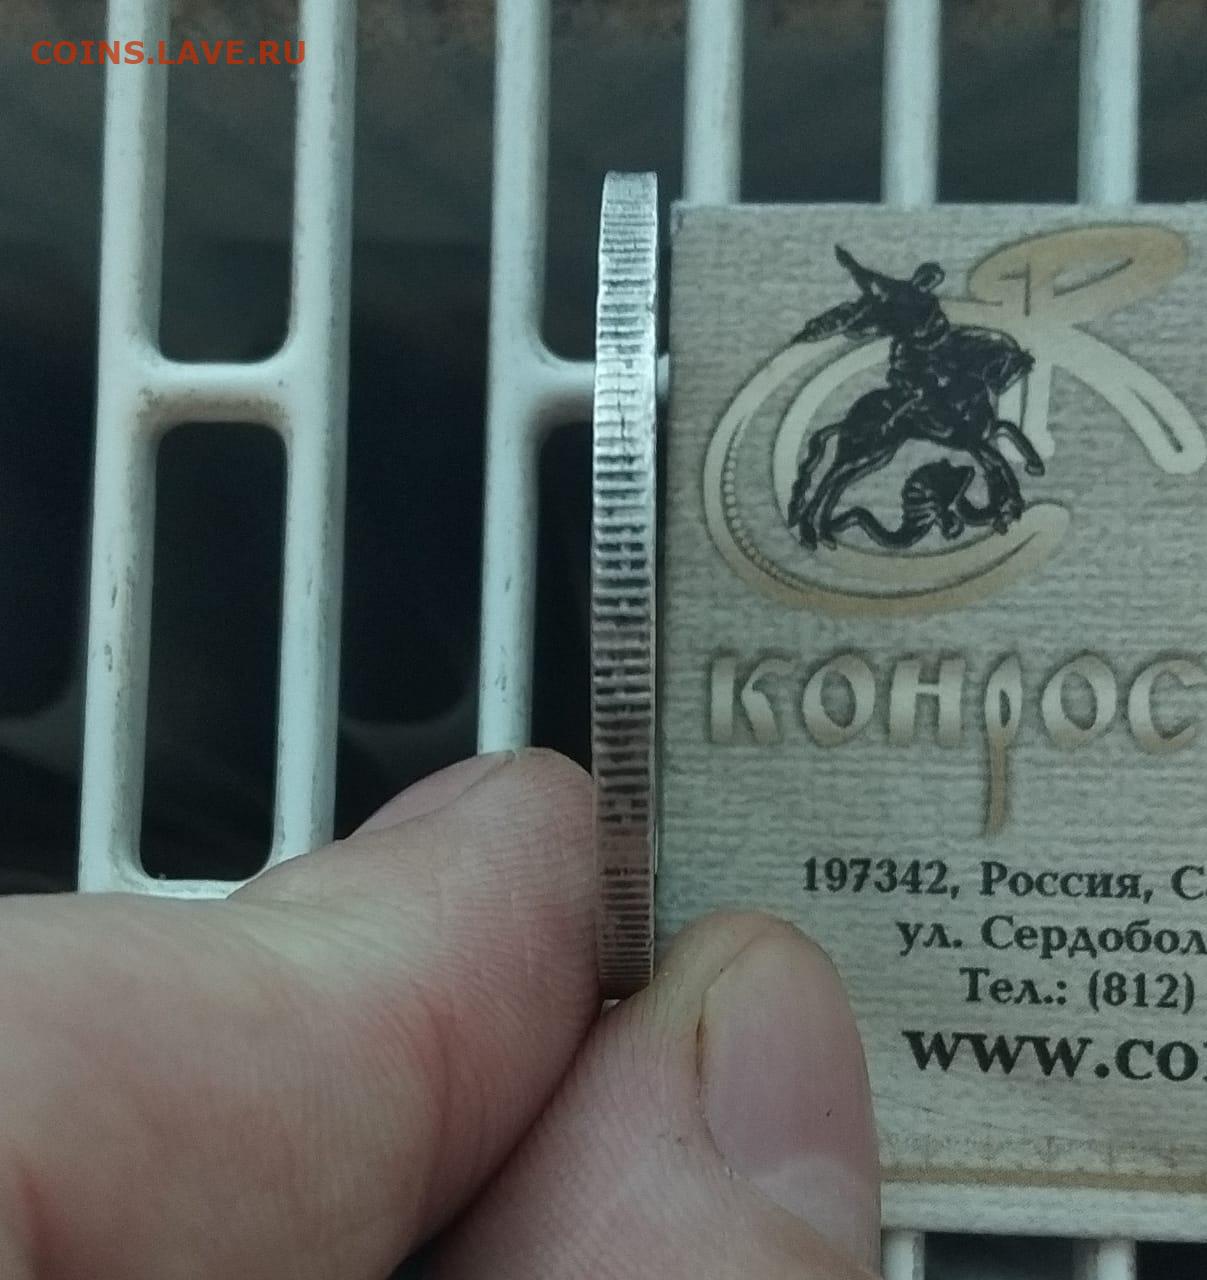 COINS.LAVE.RU
КОНРОС
197342, Россия, С
ул. Сердобол
Тел.: (812)
www.co